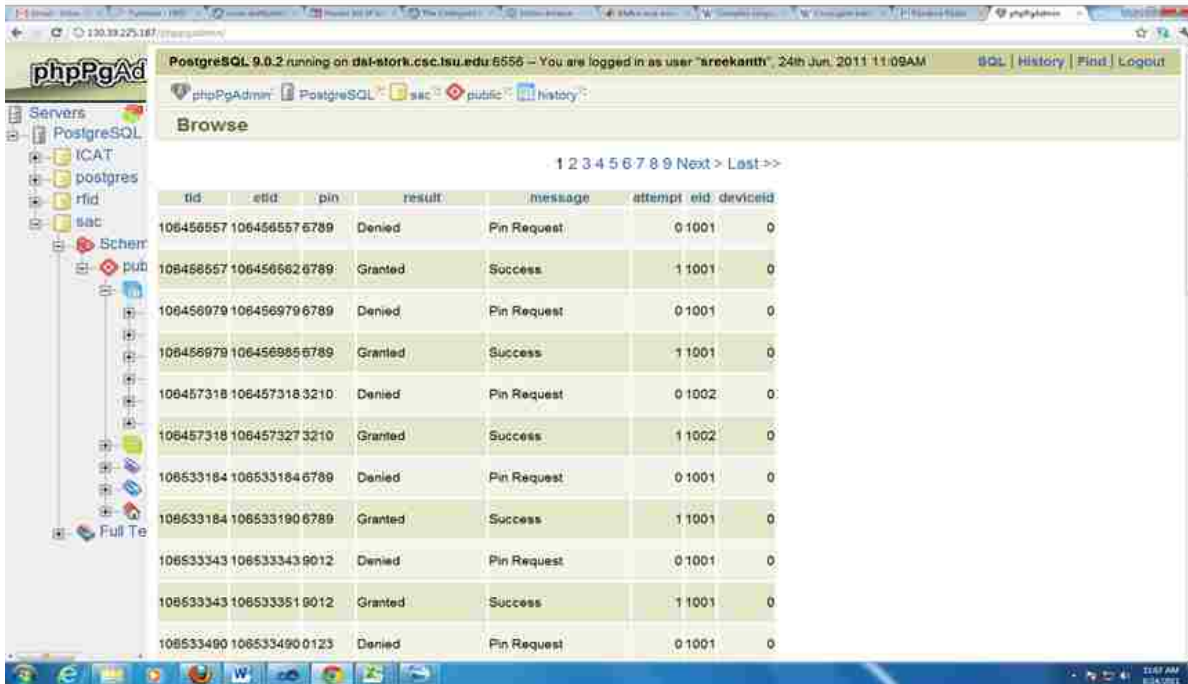 130.39.225.187/phppgadmin/
phpPgAd
PostgreSQL 9.0.2 running on dsl-stork.csc.lsu.edu:6556 -- You are logged in as user "sreekanth", 24th Jun, 2011 11:09AM
SQL | History | Find | Logout
phpPgAdmin PostgreSQL sac public history
Browse
Servers
PostgreSQL
ICAT
postgres
rfid
sac
Schem
pub
Full Te
1 2 3 4 5 6 7 8 9 Next > Last >>
tid etid pin result message attempt eid deviceid
106456557 106456557 6789 Denied Pin Request 0 1001 0
106456557 106456562 6789 Granted Success 1 1001 0
106456979 106456979 6789 Denied Pin Request 0 1001 0
106456979 106456985 6789 Granted Success 1 1001 0
106457318 106457318 3210 Denied Pin Request 0 1002 0
106457318 106457327 3210 Granted Success 1 1002 0
106533184 106533184 6789 Denied Pin Request 0 1001 0
106533184 106533190 6789 Granted Success 1 1001 0
106533343 106533343 9012 Denied Pin Request 0 1001 0
106533343 106533351 9012 Granted Success 1 1001 0
106533490 106533490 0123 Denied Pin Request 0 1001 0